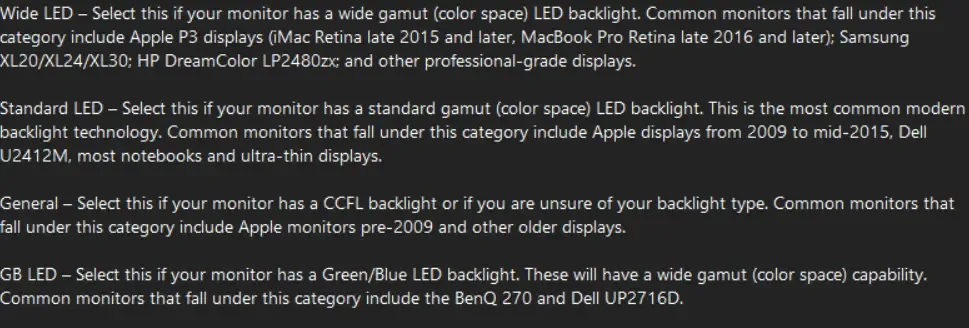 Wide LED – Select this if your monitor has a wide gamut (color space) LED backlight. Common monitors that fall under this
category include Apple P3 displays (iMac Retina late 2015 and later, MacBook Pro Retina late 2016 and later); Samsung
XL20/XL24/XL30; HP DreamColor LP2480zx; and other professional-grade displays.
Standard LED – Select this if your monitor has a standard gamut (color space) LED backlight. This is the most common modern
backlight technology. Common monitors that fall under this category include Apple displays from 2009 to mid-2015, Dell
U2412M, most notebooks and ultra-thin displays.
General – Select this if your monitor has a CCFL backlight or if you are unsure of your backlight type. Common monitors that
fall under this category include Apple monitors pre-2009 and other older displays.
GB LED – Select this if your monitor has a Green/Blue LED backlight. These will have a wide gamut (color space) capability.
Common monitors that fall under this category include the BenQ 270 and Dell UP2716D.